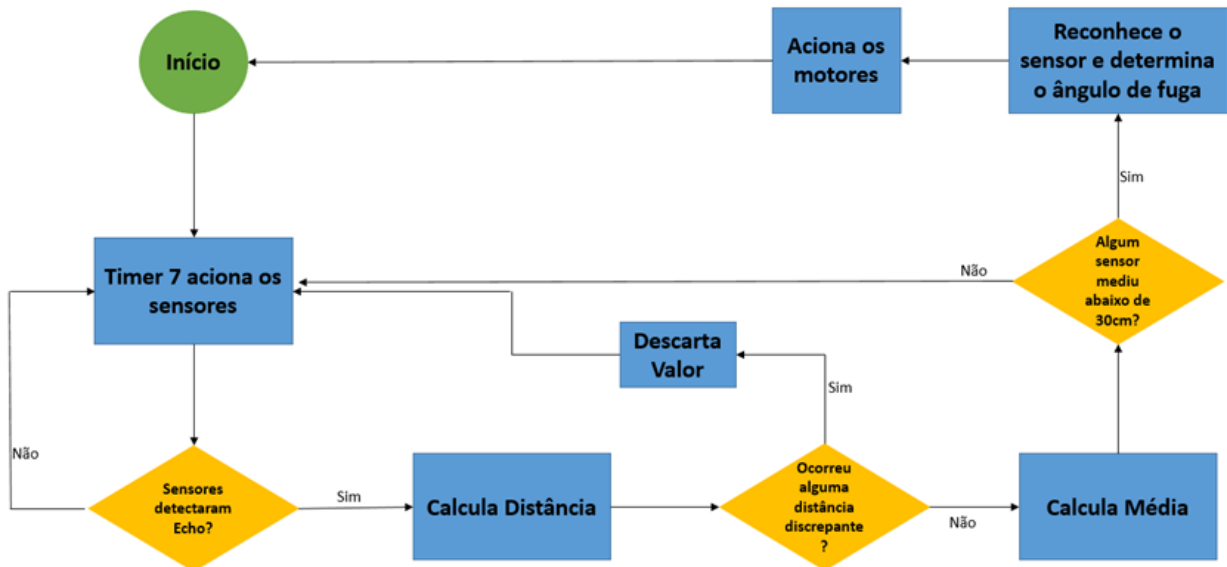 Início
Aciona os
motores
Reconhece o
sensor e determina
o ângulo de fuga
Sim
Timer 7 aciona os
sensores
Não
Algum
sensor
mediu
abaixo de
30cm?
Descarta
Valor
Sim
Não
Sensores
detectaram
Echo?
Sim
Calcula Distância
Ocorreu
alguma
distância
discrepante
?
Não
Calcula Média